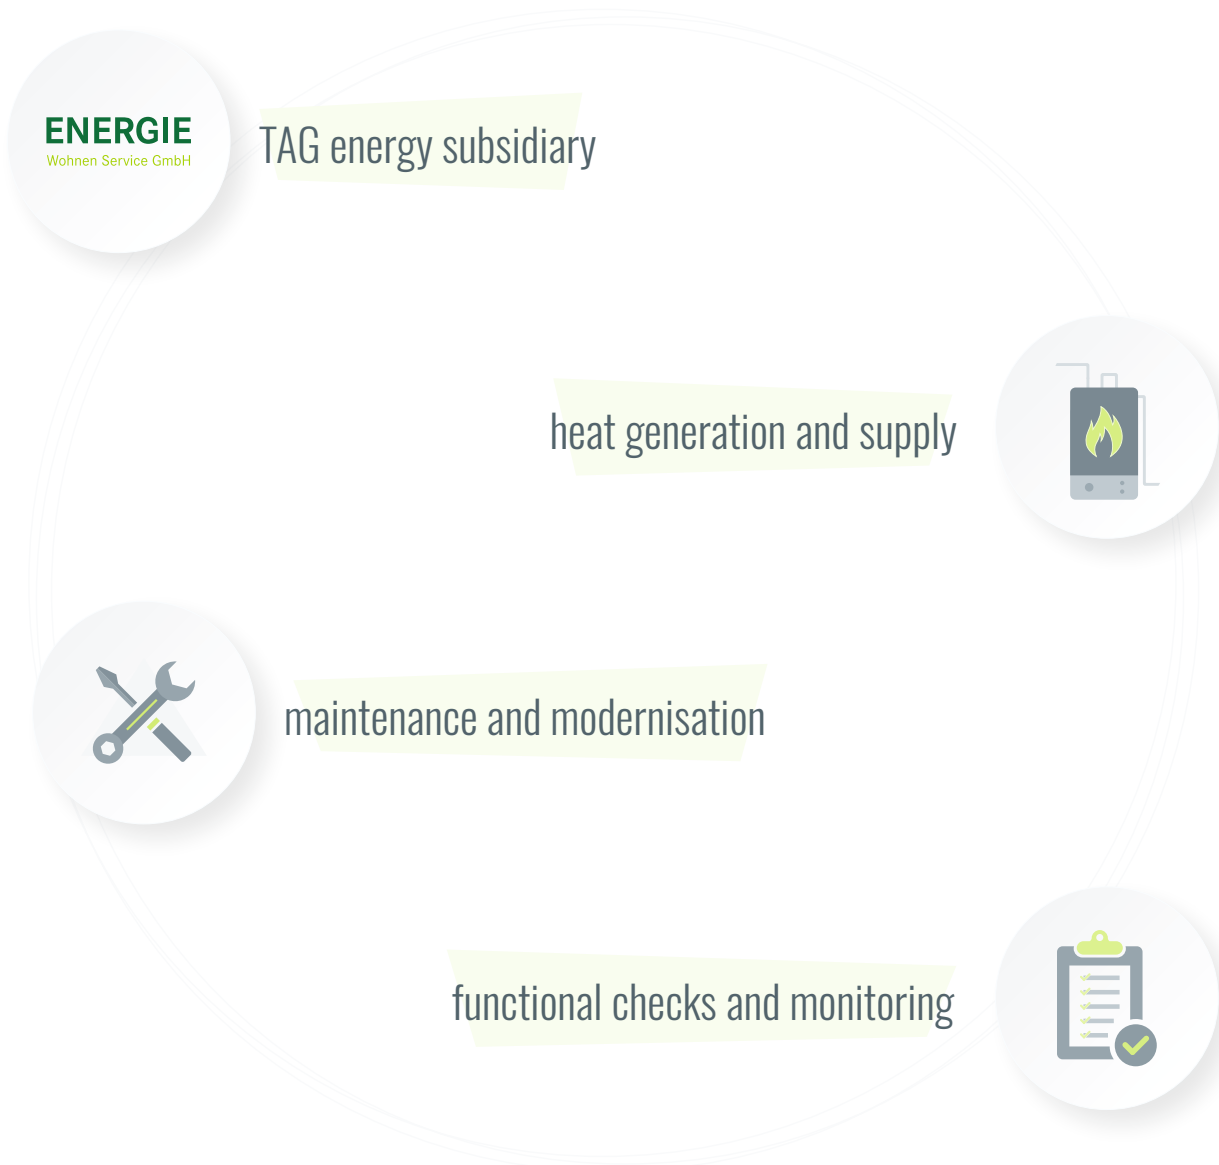 ENERGIE
Wohnen Service GmbH
TAG energy subsidiary
heat generation and supply
maintenance and modernisation
functional checks and monitoring